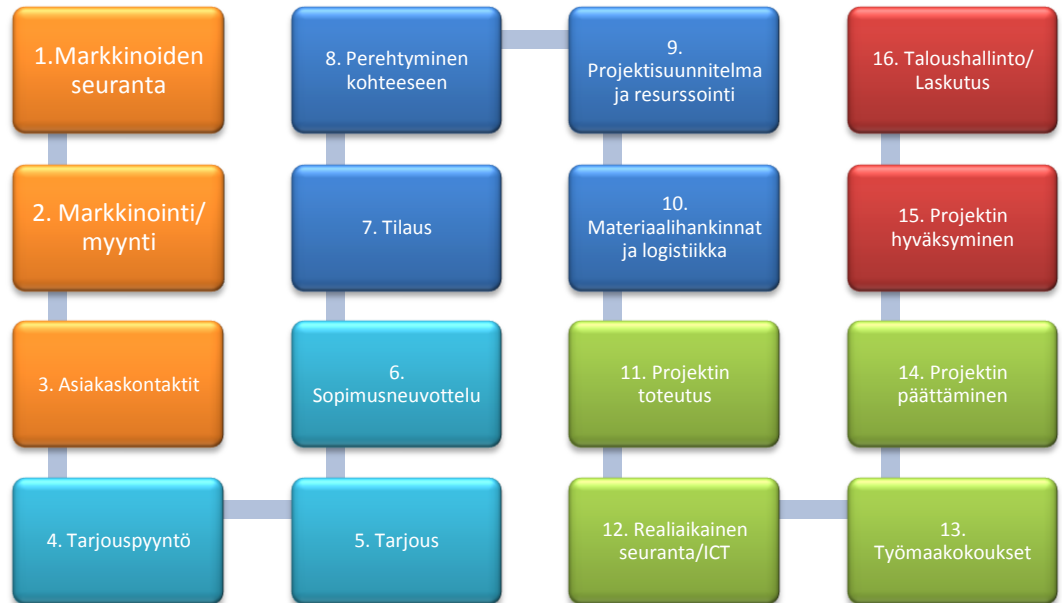 1.Markkinoiden
seuranta
2. Markkinointi/
myynti
3. Asiakaskontaktit
4. Tarjouspyyntö
5. Tarjous
6.
Sopimusneuvottelu
7. Tilaus
8. Perehtyminen
kohteeseen
9.
Projektisuunnitelma
ja resurssointi
10.
Materiaalihankinnat
ja logistiikka
11. Projektin
toteutus
12. Realiaikainen
seuranta/ICT
13.
Työmaakokoukset
14. Projektin
päättäminen
15. Projektin
hyväksyminen
16. Taloushallinto/
Laskutus